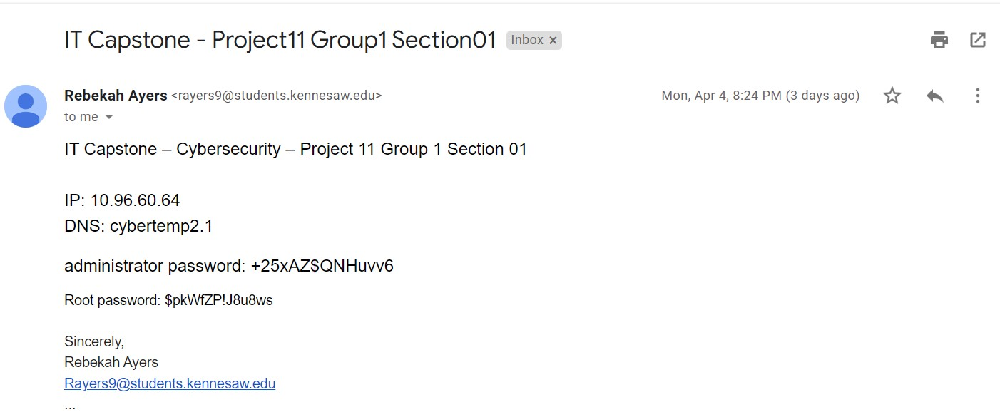 IT Capstone - Project11 Group1 Section01 Inbox x
Rebekah Ayers <rayers9@students.kennesaw.edu> Mon, Apr 4, 8:24 PM (3 days ago)
to me
IT Capstone – Cybersecurity – Project 11 Group 1 Section 01
IP: 10.96.60.64
DNS: cybertemp2.1
administrator password: +25xAZ$QNHuvv6
Root password: $pkWfZP!J8u8ws
Sincerely,
Rebekah Ayers
Rayers9@students.kennesaw.edu
...